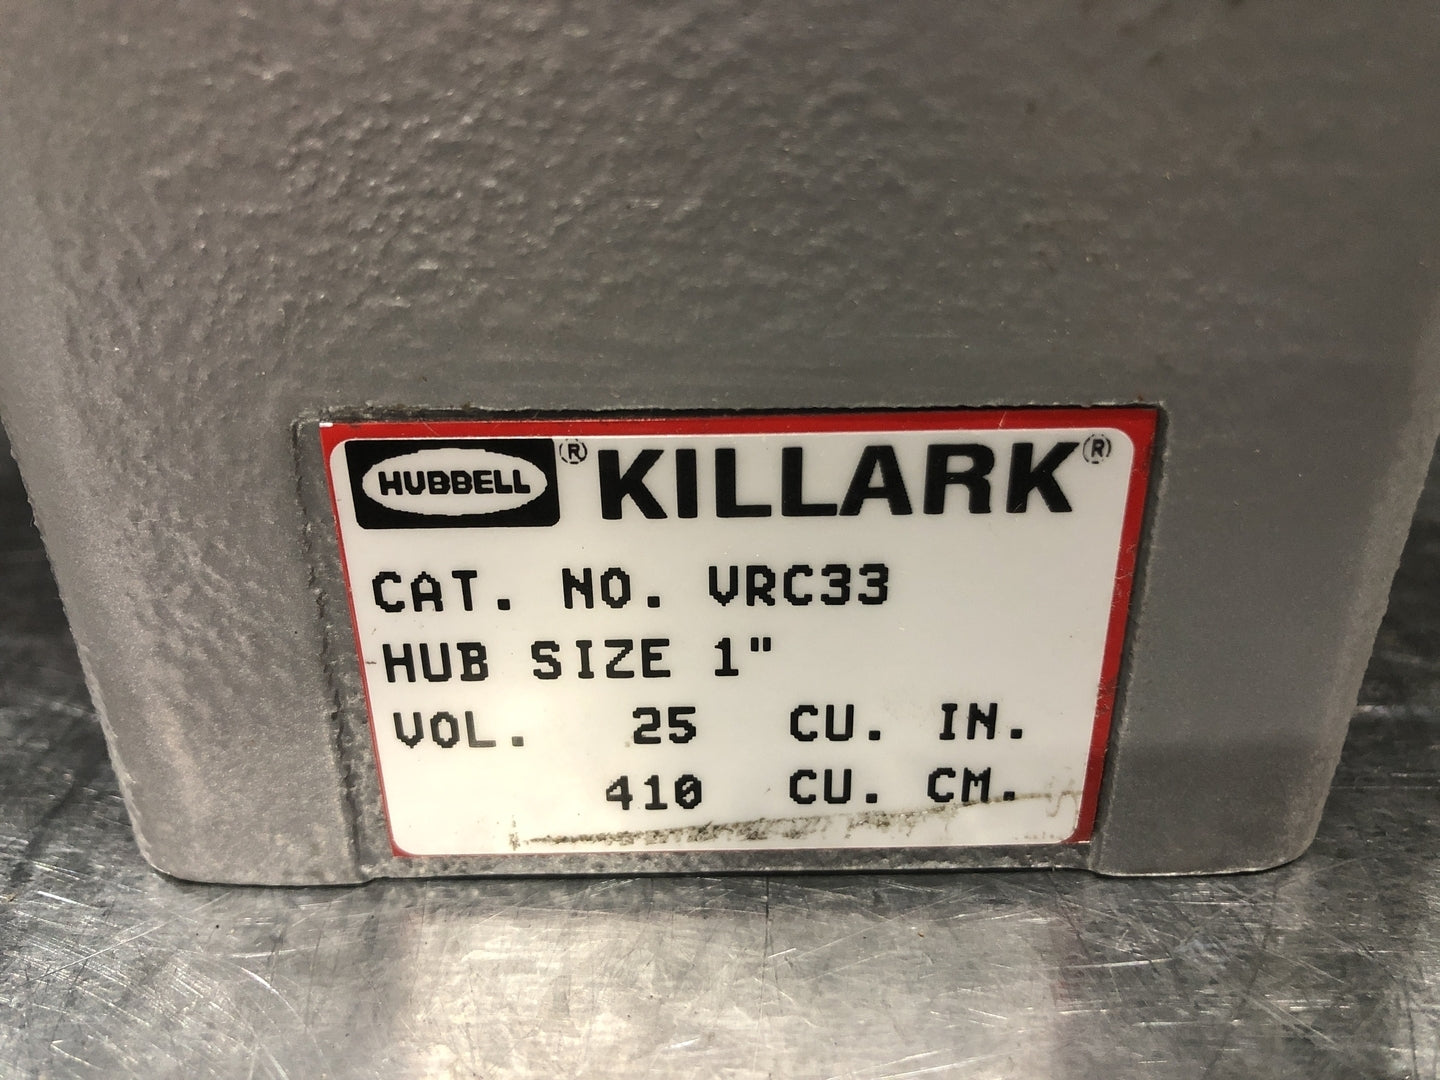 HUBBELL ® KILLARK ®
CAT. NO. VRC33
HUB SIZE 1"
VOL. 25 CU. IN.
410 CU. CM.